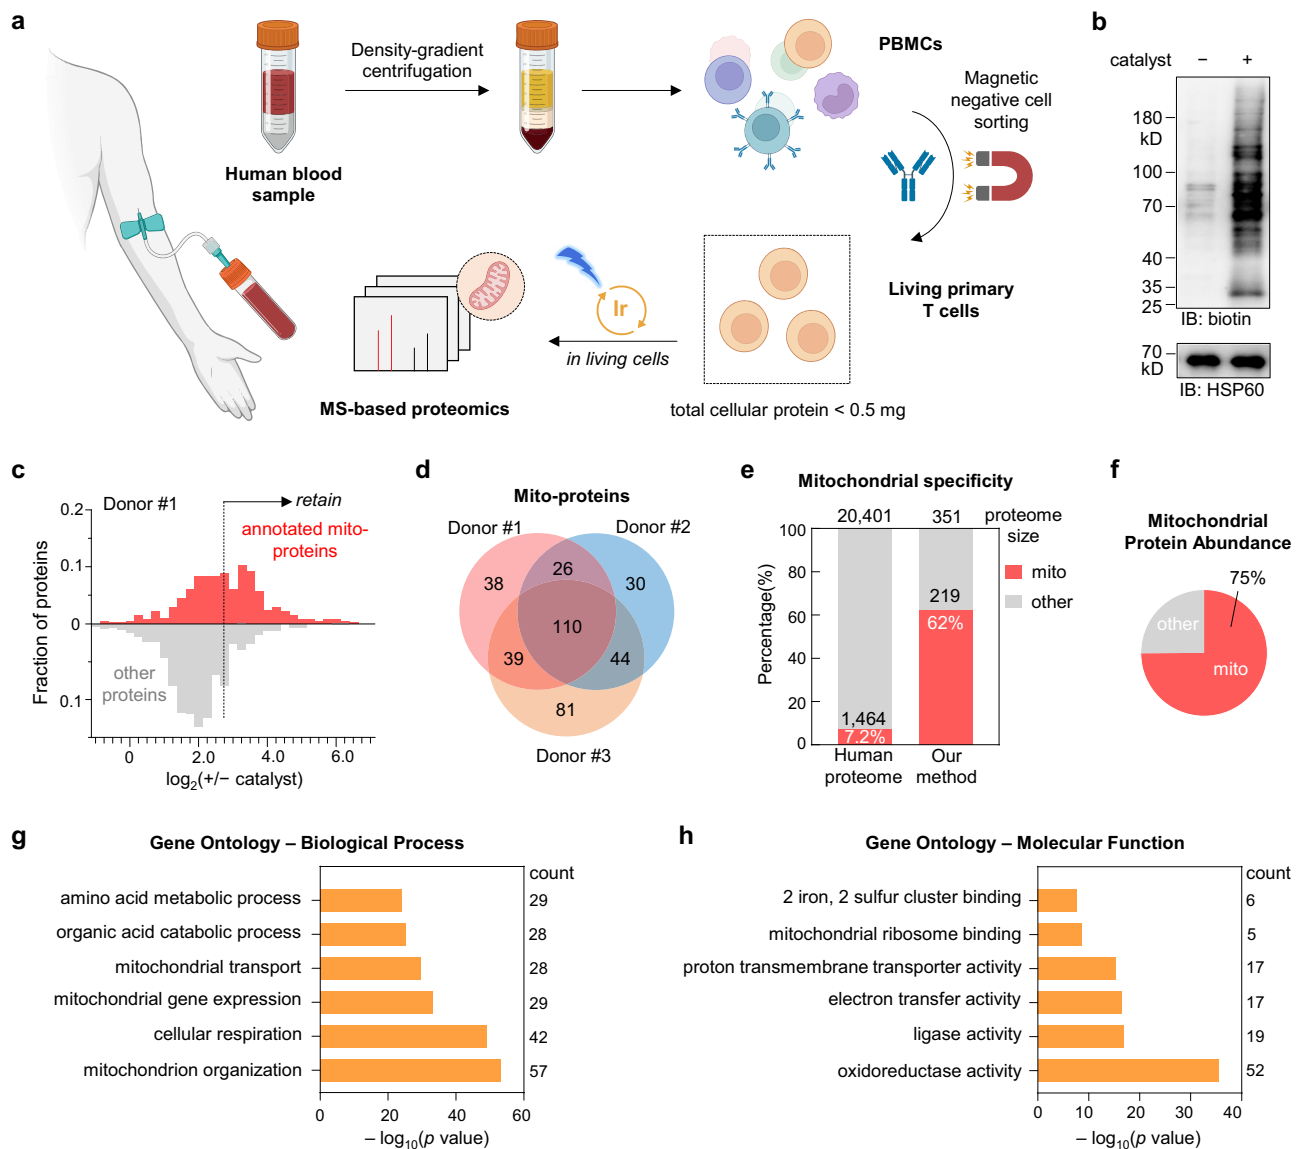 a
Human blood
sample
Density-gradient
centrifugation
PBMCs
Magnetic
negative cell
sorting
Living primary
T cells
total cellular protein < 0.5 mg
Ir
in living cells
MS-based proteomics
b
catalyst − +
180
kD
100
70
40
35
25
IB: biotin
70
kD
IB: HSP60
c
Donor #1
retain
annotated mito-
proteins
other
proteins
Fraction of proteins
0.2
0.1
0
0.1
0 2.0 4.0 6.0
log2(+/− catalyst)
d
Mito-proteins
Donor #1
Donor #2
38
26
30
110
39
44
81
Donor #3
e
Mitochondrial specificity
20,401 351 proteome
size
mito
other
Percentage(%)
100
80
60
40
20
0
219
62%
1,464
7.2%
Human
proteome
Our
method
f
Mitochondrial
Protein Abundance
75%
other
mito
g
Gene Ontology – Biological Process
count
amino acid metabolic process 29
organic acid catabolic process 28
mitochondrial transport 28
mitochondrial gene expression 29
cellular respiration 42
mitochondrion organization 57
0 20 40 60
− log10(p value)
h
Gene Ontology – Molecular Function
count
2 iron, 2 sulfur cluster binding 6
mitochondrial ribosome binding 5
proton transmembrane transporter activity 17
electron transfer activity 17
ligase activity 19
oxidoreductase activity 52
0 10 20 30 40
− log10(p value)